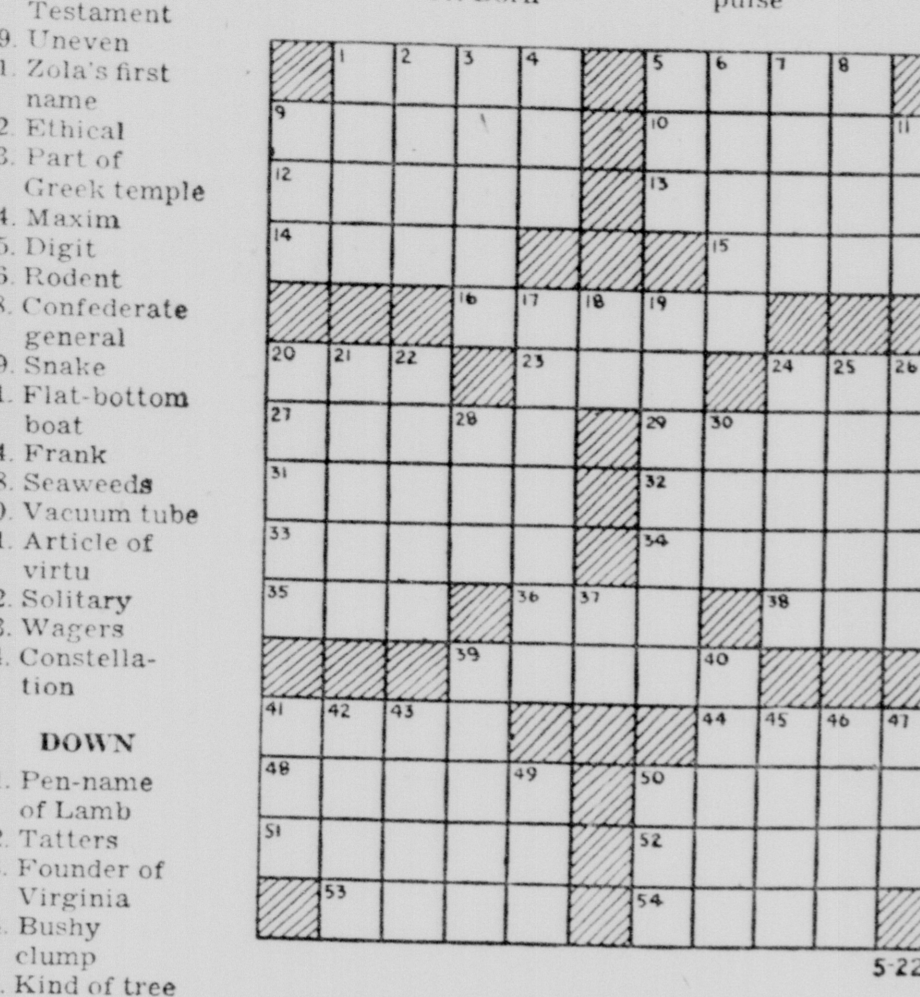 Testament
9. Uneven
1. Zola's first
name
2. Ethical
3. Part of
Greek temple
4. Maxim
5. Digit
6. Rodent
8. Confederate
general
9. Snake
1. Flat-bottom
boat
4. Frank
8. Seaweeds
0. Vacuum tube
1. Article of
virtu
2. Solitary
3. Wagers
4. Constella-
tion
DOWN
1. Pen-name
of Lamb
2. Tatters
. Founder of
Virginia
. Bushy
clump
. Kind of tree
pulse
1 2 3 4 5 6 7 8
9 10 11
12 13
14 15
16 17 18 19
20 21 22 23 24 25 26
27 28 29 30
31 32
33 34
35 36 37 38
39 40
41 42 43 44 45 46 47
48 49 50
51 52
53 54
5-22